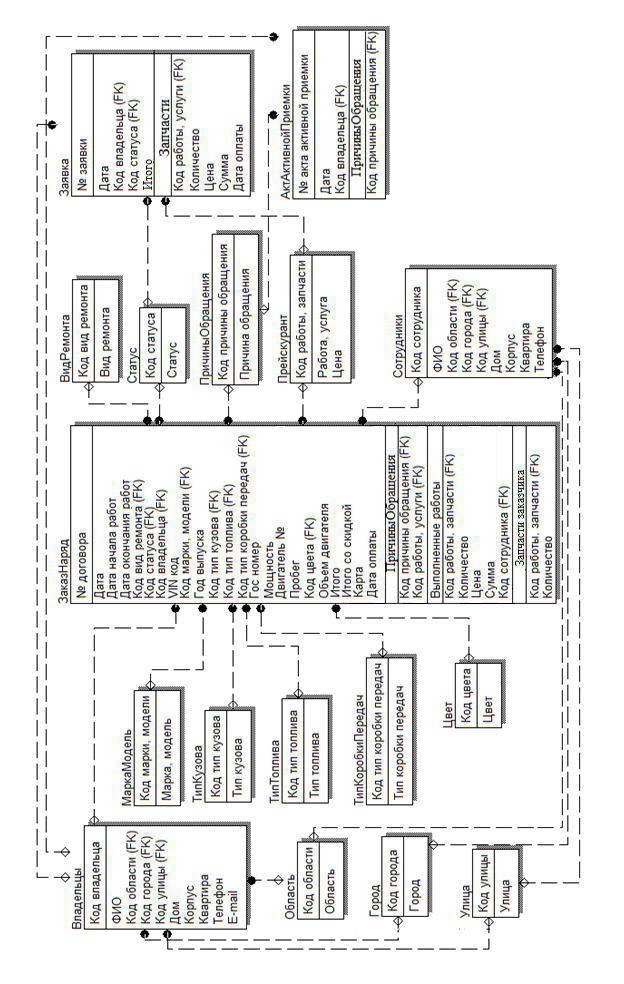 Владельцы
Код владельца
ФИО
Код области (FK)
Код города (FK)
Код улицы (FK)
Дом
Корпус
Квартира
Телефон
E-mail
Область
Код области
Область
Город
Код города
Город
Улица
Код улицы
Улица
МаркаМодель
Код марки, модели
Марка, модель
ТипКузова
Код тип кузова
Тип кузова
ТипТоплива
Код тип топлива
Тип топлива
ТипКоробкиПередач
Код тип коробки передач
Тип коробки передач
Цвет
Код цвета
Цвет
ЗаказНаряд
№ договора
Дата
Дата начала работ
Дата окончания работ
Код вид ремонта (FK)
Код статуса (FK)
Код владельца (FK)
VIN код
Код марки, модели (FK)
Год выпуска
Код тип кузова (FK)
Код тип топлива (FK)
Код тип коробки передач (FK)
Гос номер
Мощность
Двигатель №
Пробег
Код цвета (FK)
Объем двигателя
Итого
Итого со скидкой
Карта
Дата оплаты
ПричиныОбращения
Код причины обращения (FK)
Код работы, услуги (FK)
Выполненные работы
Код работы, запчасти (FK)
Количество
Цена
Сумма
Код сотрудника (FK)
Запчасти заказчика
Код работы, запчасти (FK)
Количество
ВидРемонта
Код вид ремонта
Вид ремонта
Статус
Код статуса
Статус
ПричиныОбращения
Код причины обращения
Причина обращения
Прейскурант
Код работы, запчасти
Работа, услуга
Цена
Сотрудники
Код сотрудника
ФИО
Код области (FK)
Код города (FK)
Код улицы (FK)
Дом
Корпус
Квартира
Телефон
Заявка
№ заявки
Дата
Код владельца (FK)
Код статуса (FK)
Итого
Запчасти
Код работы, услуги (FK)
Количество
Цена
Сумма
Дата оплаты
АктАктивнойПриемки
№ акта активной приемки
Дата
Код владельца (FK)
ПричиныОбращения
Код причины обращения (FK)